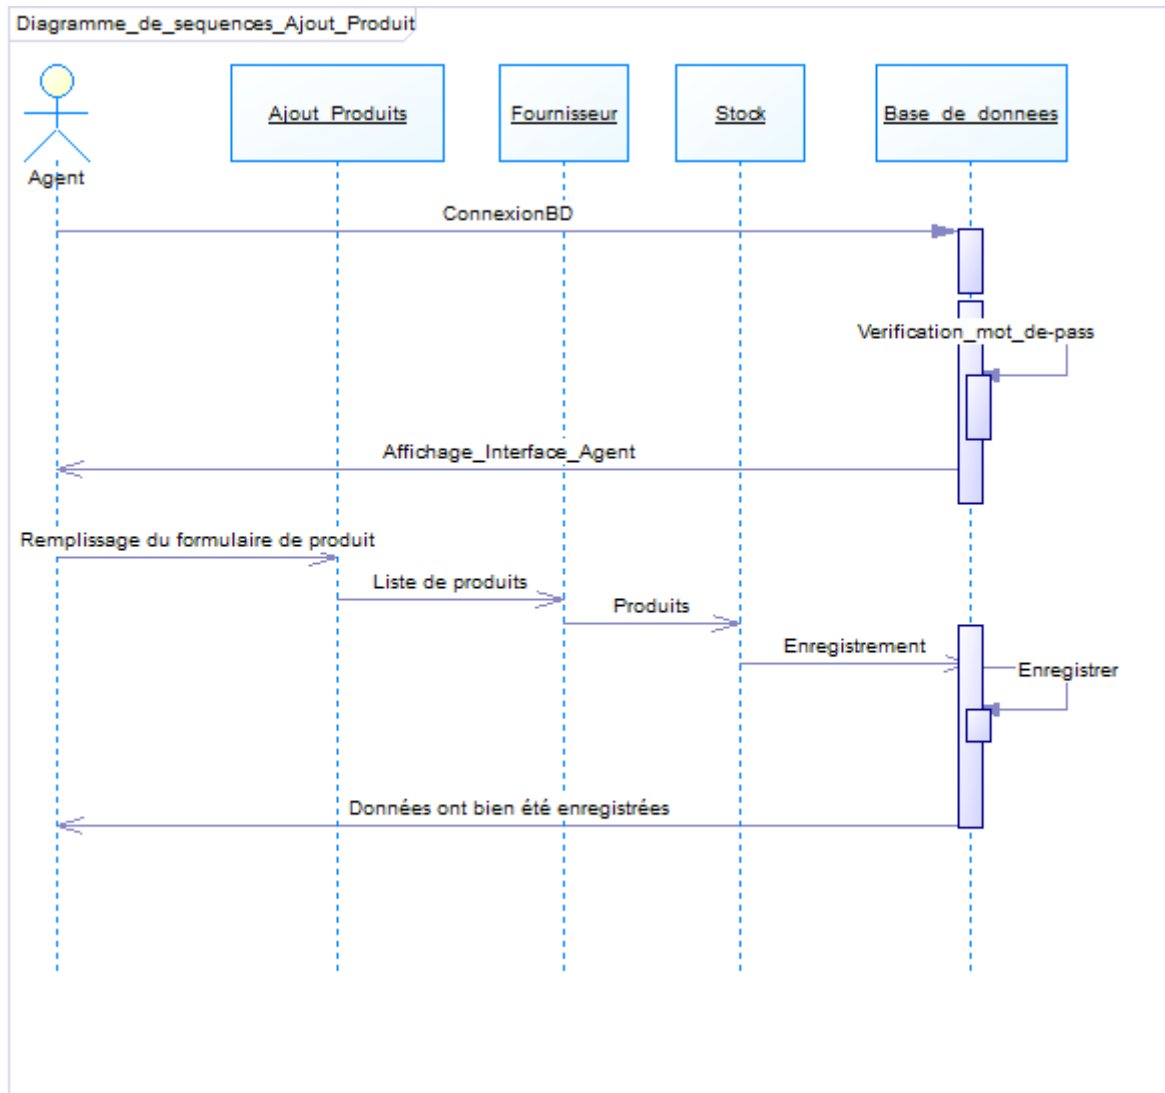 Diagramme_de_sequences_Ajout_Produit
Agent
Ajout_Produits
Fournisseur
Stock
Base_de_donnees
ConnexionBD
Verification_mot_de-pass
Affichage_Interface_Agent
Remplissage du formulaire de produit
Liste de produits
Produits
Enregistrement
Enregistrer
Données ont bien été enregistrées